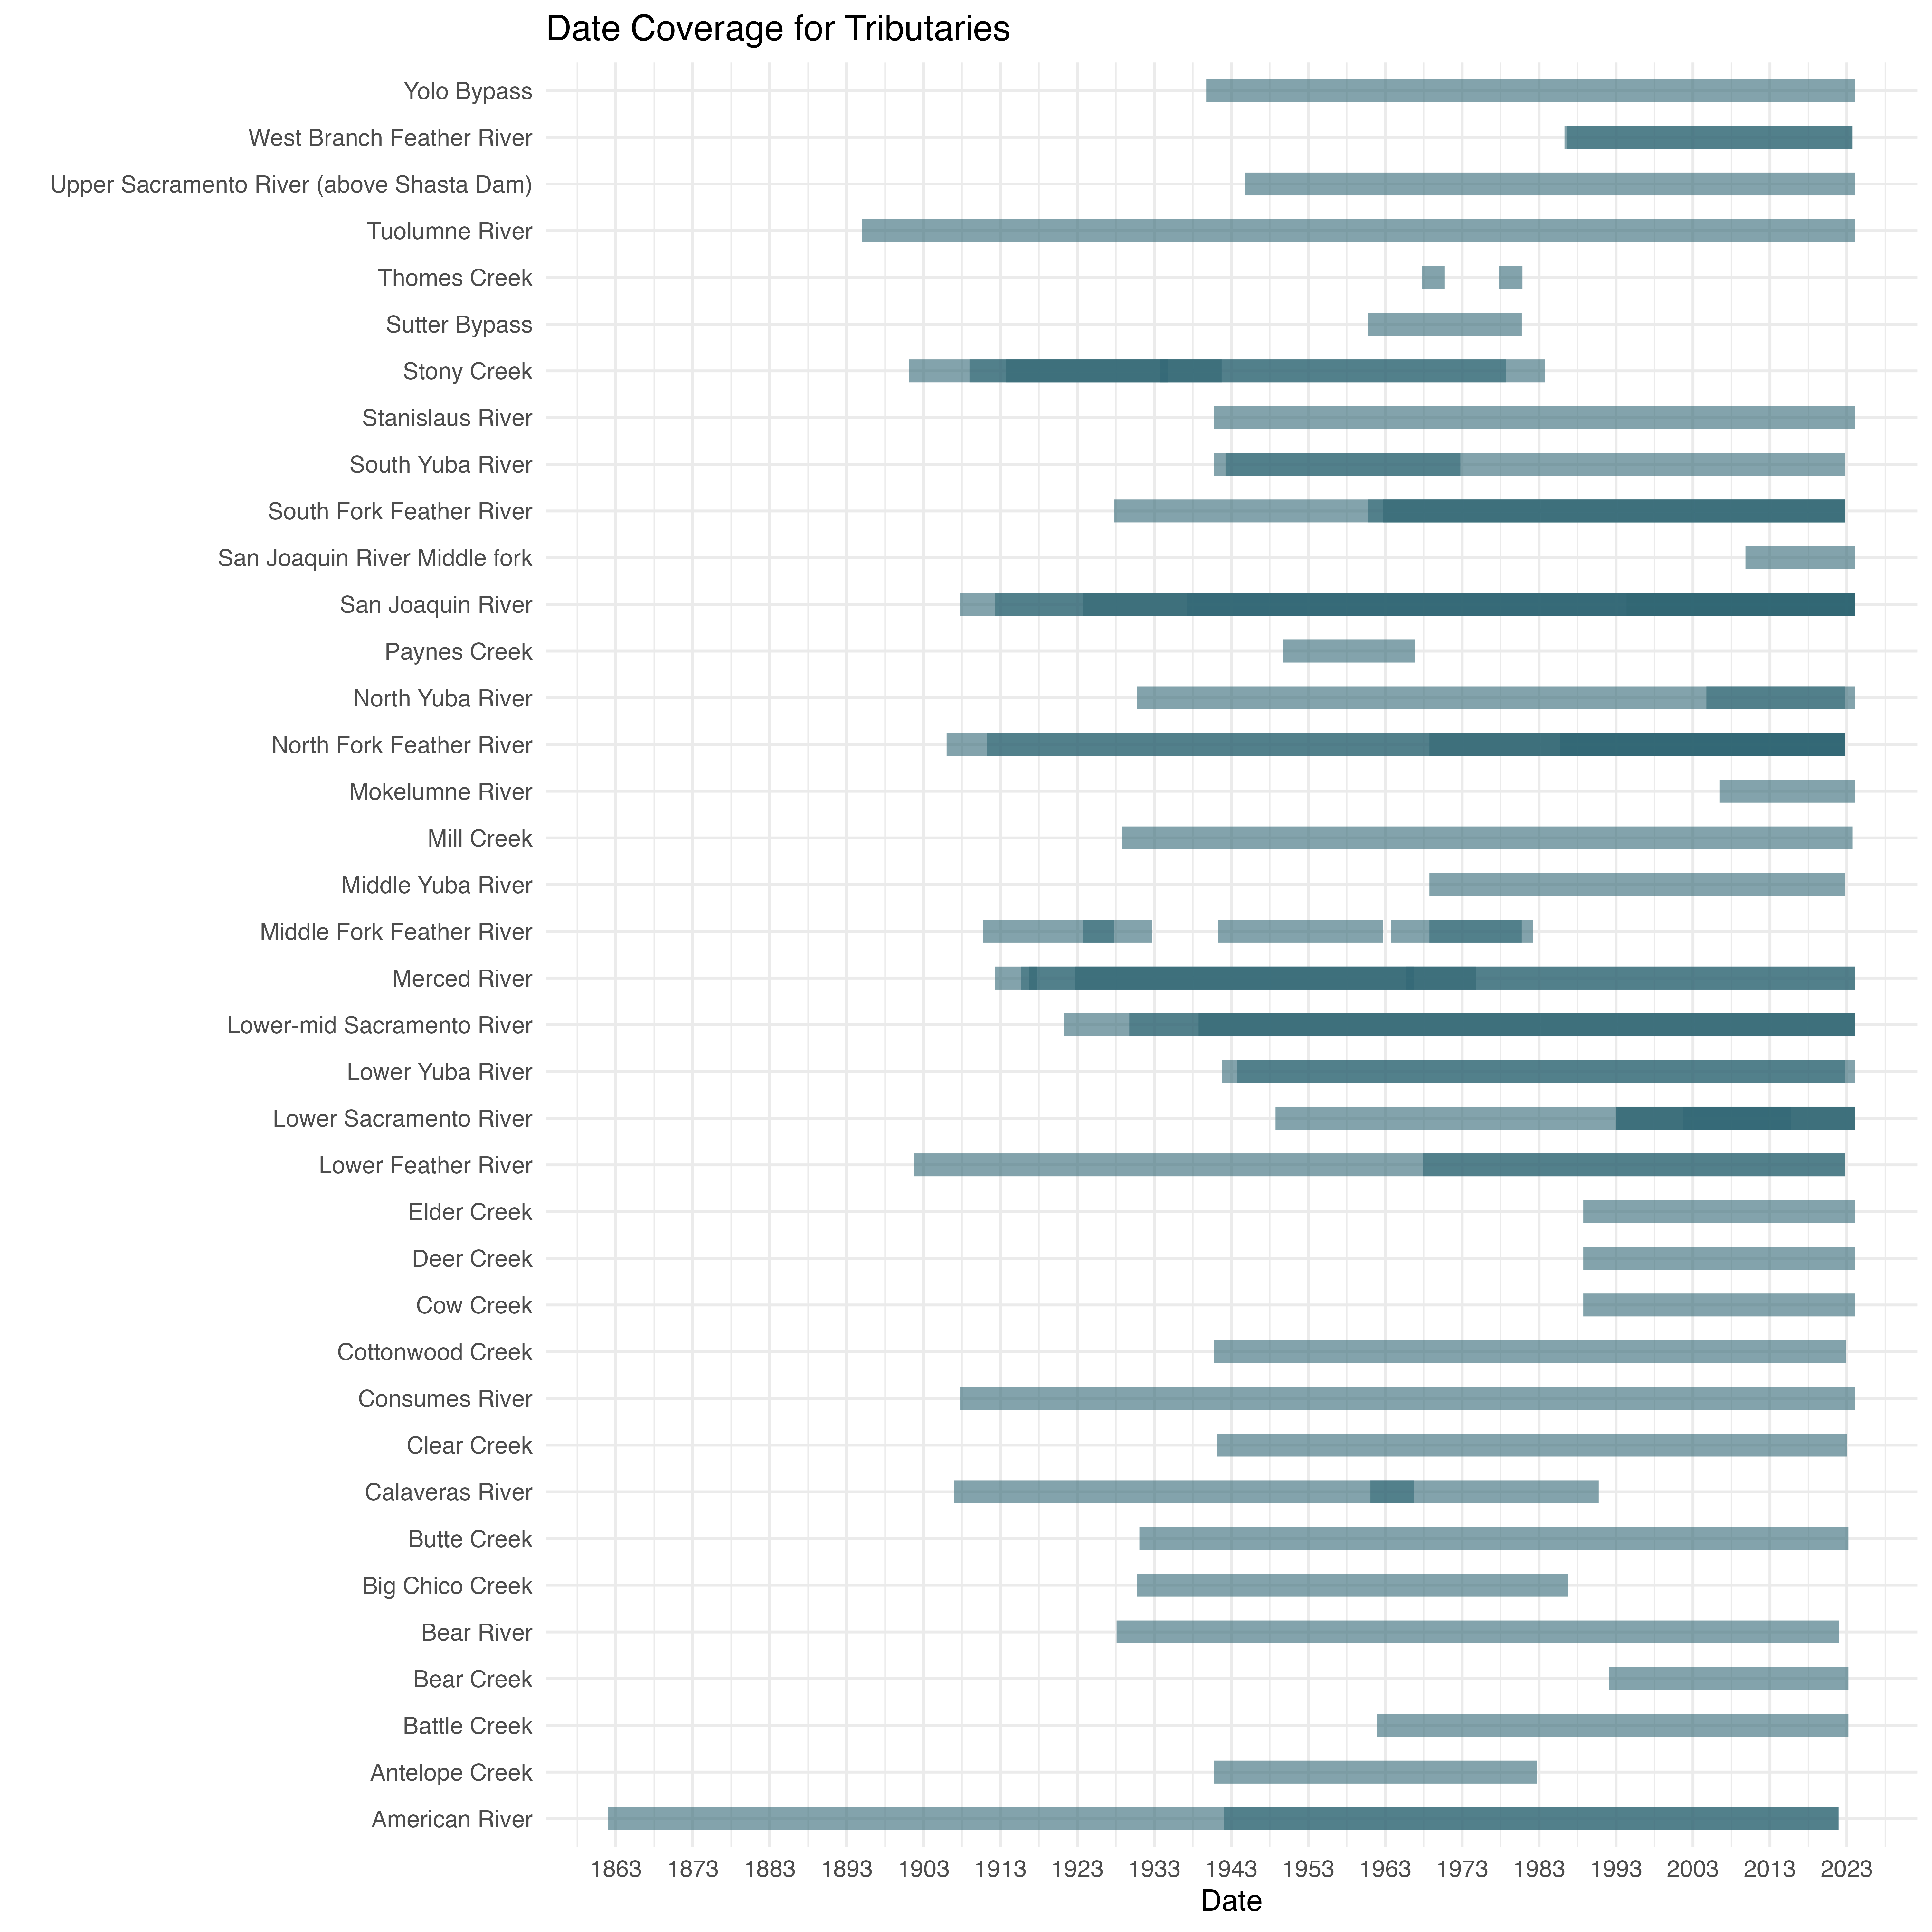 Date Coverage for Tributaries
Yolo Bypass
West Branch Feather River
Upper Sacramento River (above Shasta Dam)
Tuolumne River
Thomes Creek
Sutter Bypass
Stony Creek
Stanislaus River
South Yuba River
South Fork Feather River
San Joaquin River Middle fork
San Joaquin River
Paynes Creek
North Yuba River
North Fork Feather River
Mokelumne River
Mill Creek
Middle Yuba River
Middle Fork Feather River
Merced River
Lower-mid Sacramento River
Lower Yuba River
Lower Sacramento River
Lower Feather River
Elder Creek
Deer Creek
Cow Creek
Cottonwood Creek
Consumes River
Clear Creek
Calaveras River
Butte Creek
Big Chico Creek
Bear River
Bear Creek
Battle Creek
Antelope Creek
American River
1863 1873 1883 1893 1903 1913 1923 1933 1943 1953 1963 1973 1983 1993 2003 2013 2023
Date